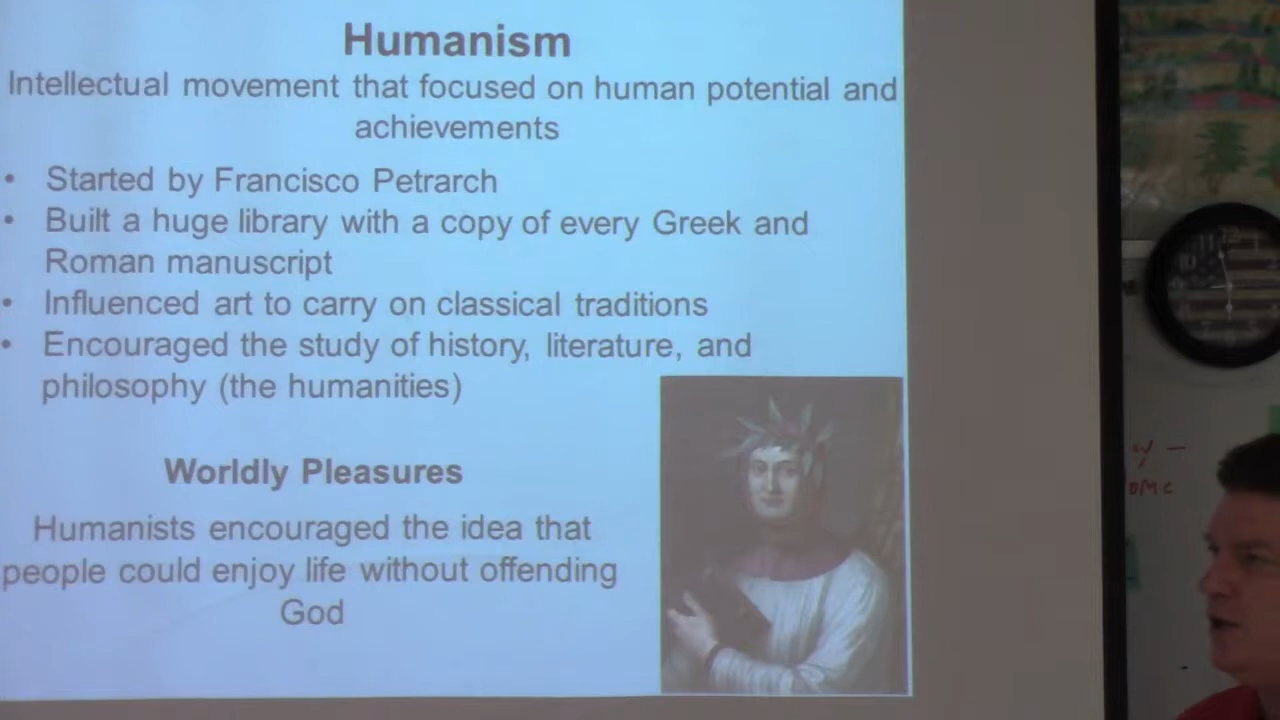 Humanism
Intellectual movement that focused on human potential and
achievements
• Started by Francisco Petrarch
• Built a huge library with a copy of every Greek and
Roman manuscript
• Influenced art to carry on classical traditions
• Encouraged the study of history, literature, and
philosophy (the humanities)
Worldly Pleasures
Humanists encouraged the idea that
people could enjoy life without offending
God